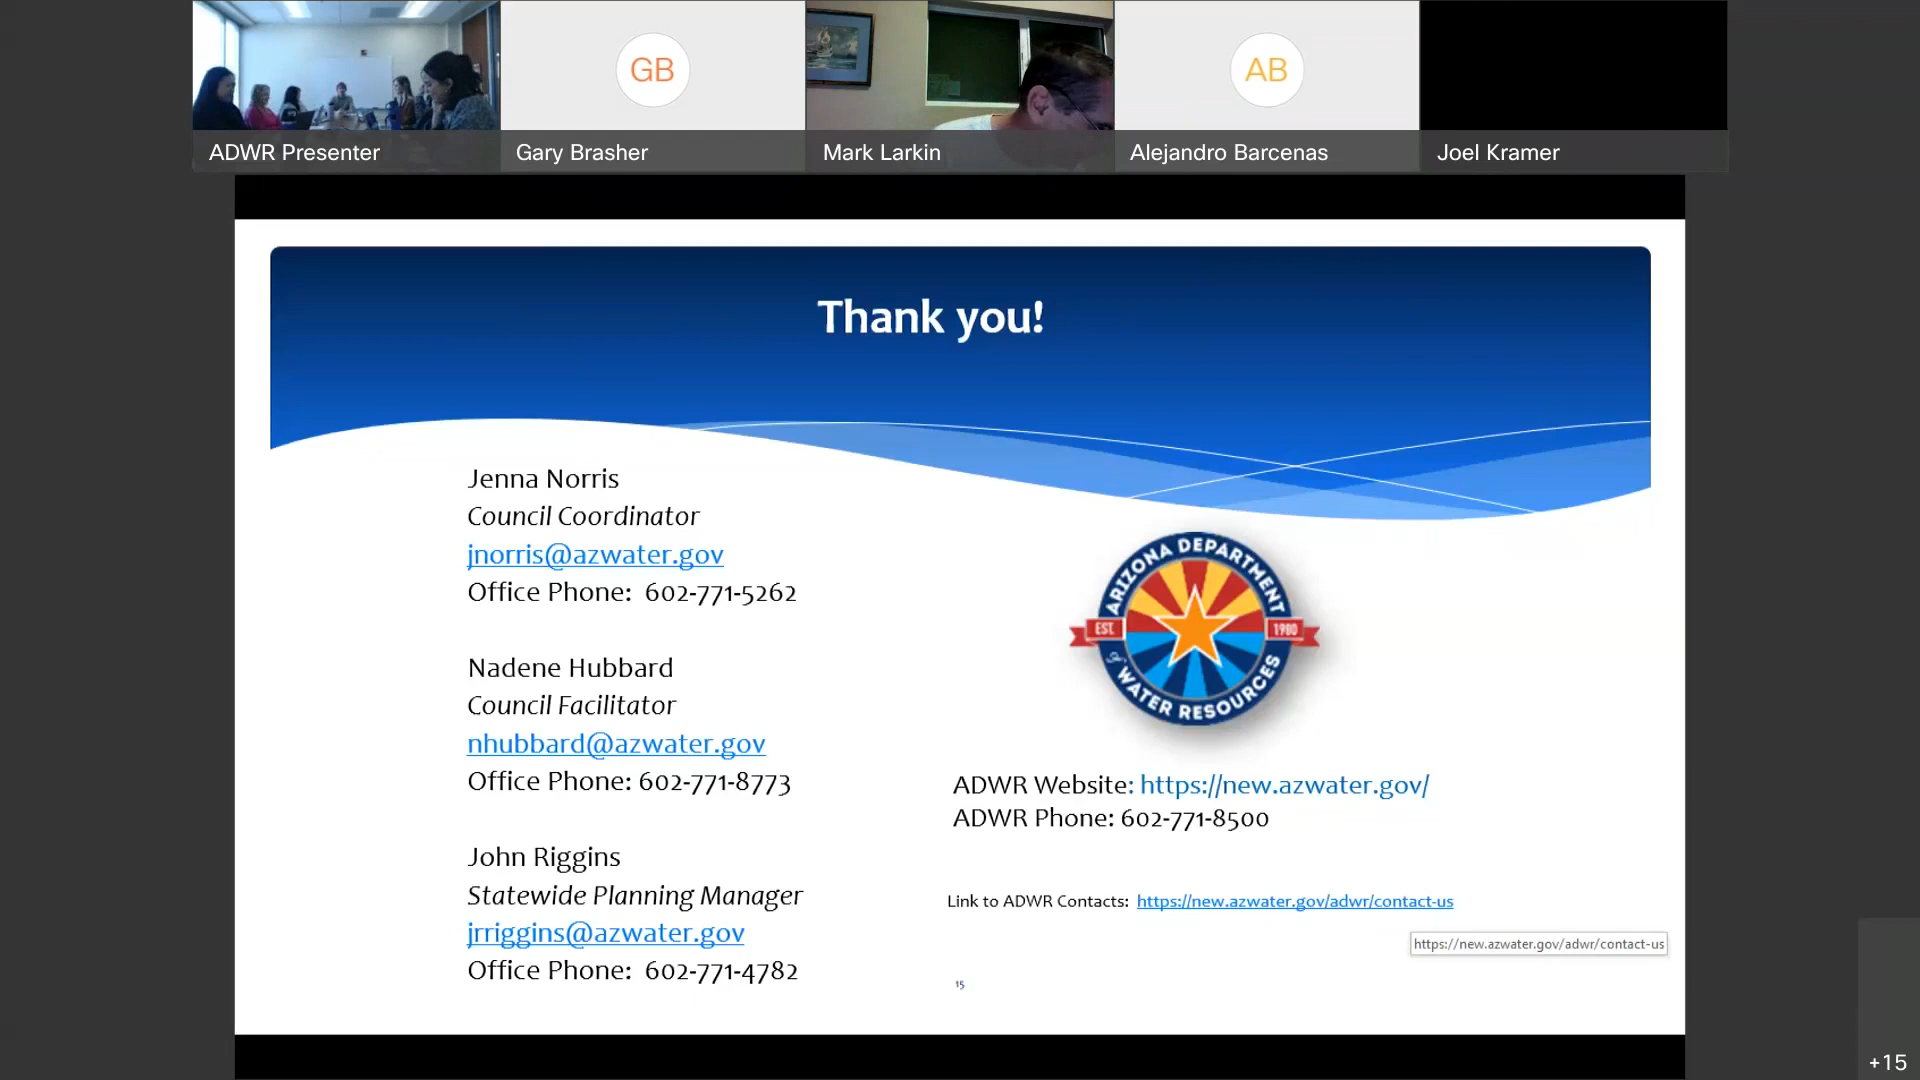 GB
AB
ADWR Presenter
Gary Brasher
Mark Larkin
Alejandro Barcenas
Joel Kramer
Thank you!
Jenna Norris
Council Coordinator
jnorris@azwater.gov
Office Phone: 602-771-5262
Nadene Hubbard
Council Facilitator
nhubbard@azwater.gov
Office Phone: 602-771-8773
John Riggins
Statewide Planning Manager
jrriggins@azwater.gov
Office Phone: 602-771-4782
ARIZONA DEPARTMENT
EST. 1980
of WATER RESOURCES
ADWR Website: https://new.azwater.gov/
ADWR Phone: 602-771-8500
Link to ADWR Contacts: https://new.azwater.gov/adwr/contact-us
https://new.azwater.gov/adwr/contact-us
15
+15